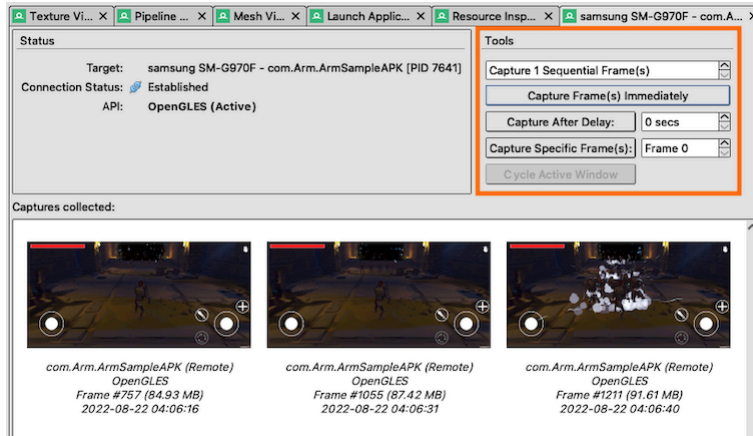 Texture Vi... X
Pipeline ... X
Mesh Vi... X
Launch Applic... X
Resource Insp... X
samsung SM-G970F - com.A... X
Status
Target: samsung SM-G970F - com.Arm.ArmSampleAPK [PID 7641]
Connection Status: Established
API: OpenGLES (Active)
Tools
Capture 1 Sequential Frame(s)
Capture Frame(s) Immediately
Capture After Delay: 0 secs
Capture Specific Frame(s): Frame 0
Cycle Active Window
Captures collected:
com.Arm.ArmSampleAPK (Remote)
OpenGLES
Frame #757 (84.93 MB)
2022-08-22 04:06:16
com.Arm.ArmSampleAPK (Remote)
OpenGLES
Frame #1055 (87.42 MB)
2022-08-22 04:06:31
com.Arm.ArmSampleAPK (Remote)
OpenGLES
Frame #1211 (91.61 MB)
2022-08-22 04:06:40